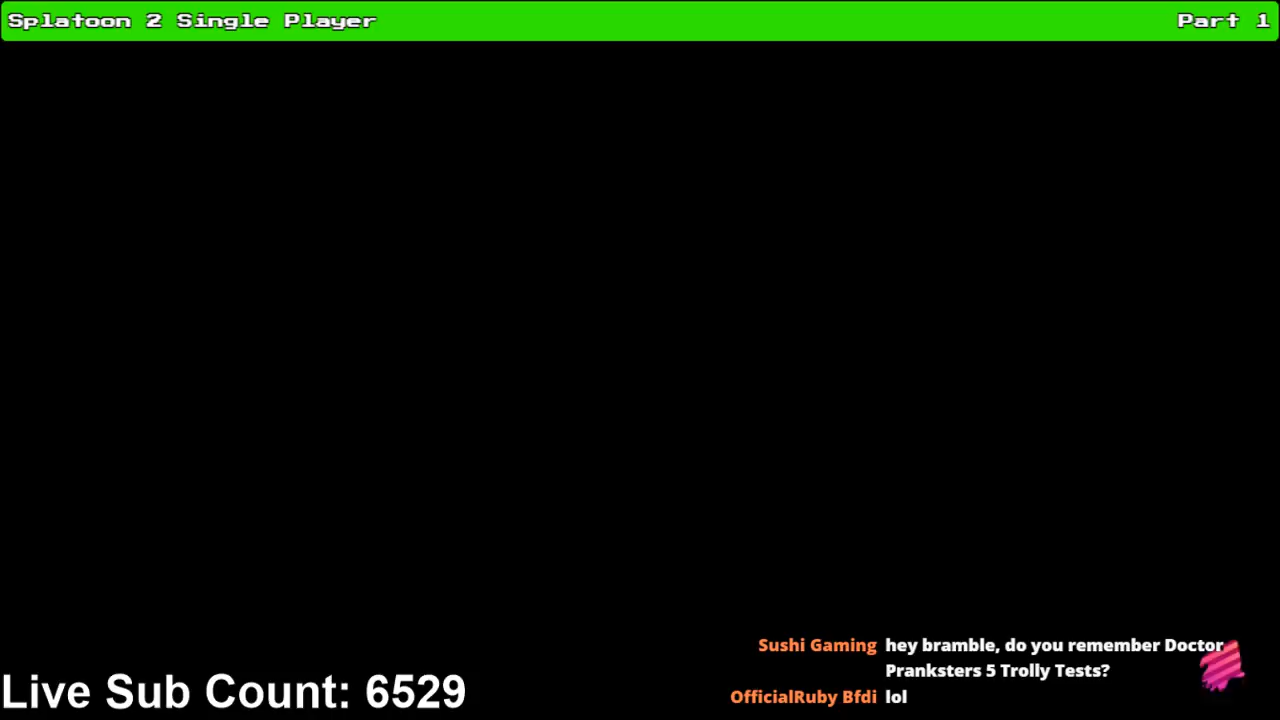 Splatoon 2 Single Player
Part 1
Sushi Gaming hey bramble, do you remember Doctor
Pranksters 5 Trolly Tests?
OfficialRuby Bfdi lol
Live Sub Count: 6529